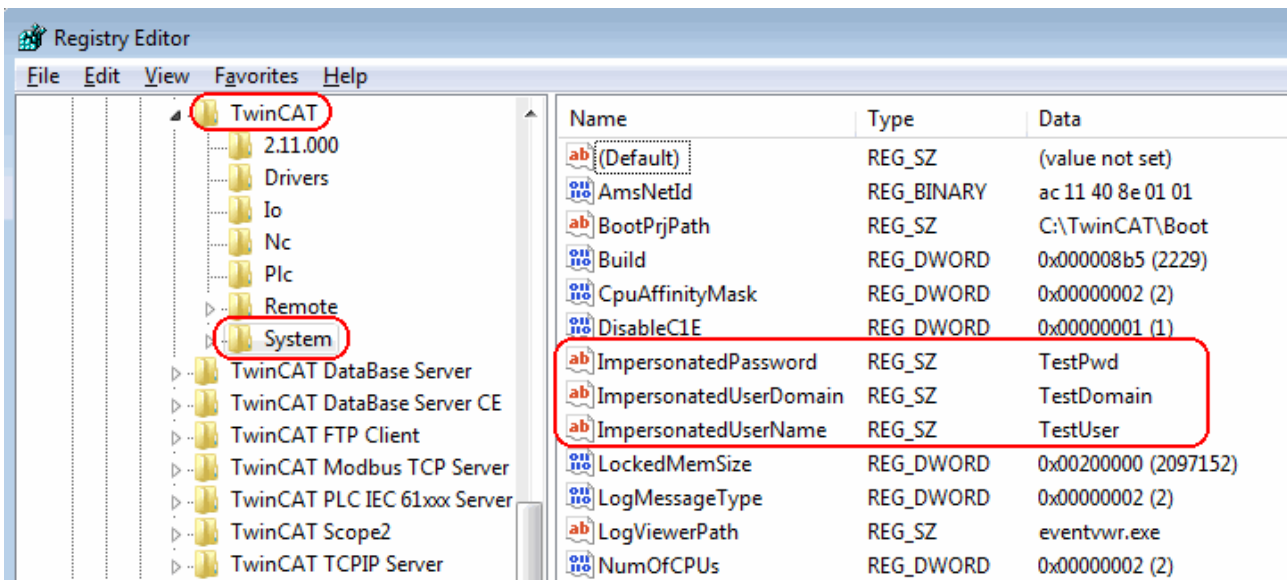 Registry Editor
File Edit View Favorites Help
TwinCAT
2.11.000
Drivers
Io
Nc
Plc
Remote
System
TwinCAT DataBase Server
TwinCAT DataBase Server CE
TwinCAT FTP Client
TwinCAT Modbus TCP Server
TwinCAT PLC IEC 61xxx Server
TwinCAT Scope2
TwinCAT TCPIP Server
Name Type Data
(Default) REG_SZ (value not set)
AmsNetId REG_BINARY ac 11 40 8e 01 01
BootPrjPath REG_SZ C:\TwinCAT\Boot
Build REG_DWORD 0x000008b5 (2229)
CpuAffinityMask REG_DWORD 0x00000002 (2)
DisableC1E REG_DWORD 0x00000001 (1)
ImpersonatedPassword REG_SZ TestPwd
ImpersonatedUserDomain REG_SZ TestDomain
ImpersonatedUserName REG_SZ TestUser
LockedMemSize REG_DWORD 0x00200000 (2097152)
LogMessageType REG_DWORD 0x00000002 (2)
LogViewerPath REG_SZ eventvwr.exe
NumOfCPUs REG_DWORD 0x00000002 (2)